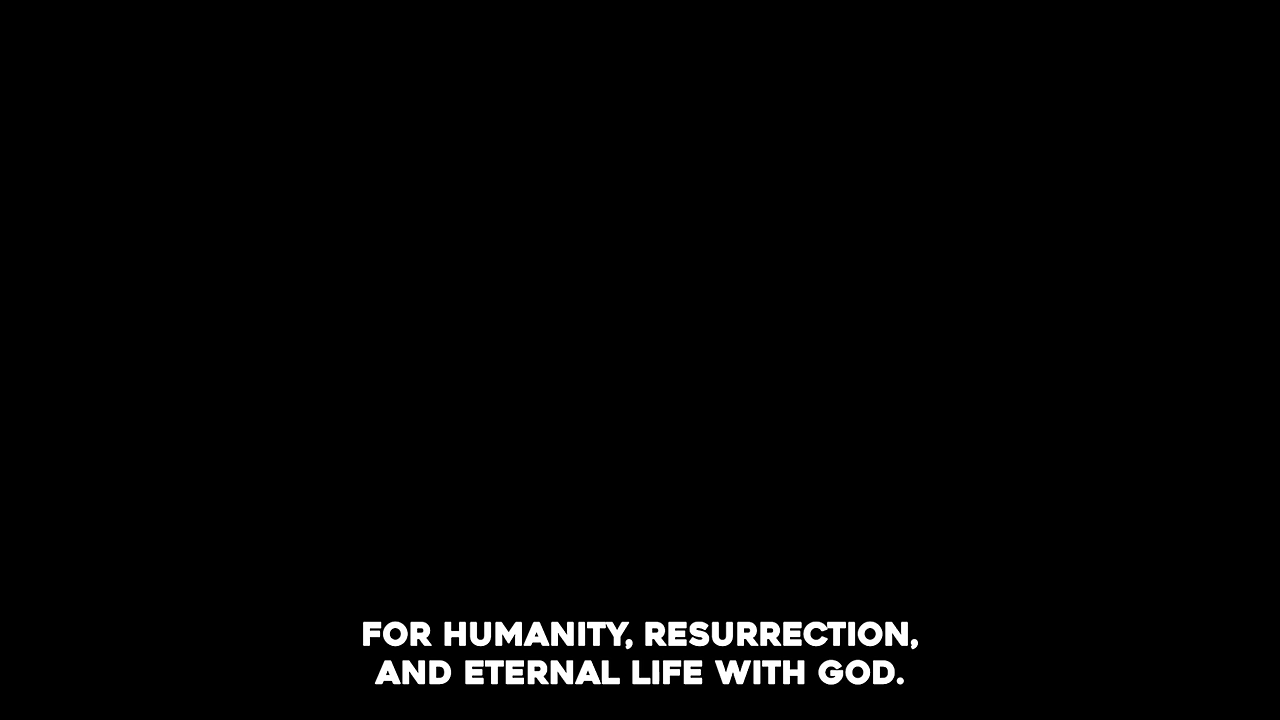 FOR HUMANITY, RESURRECTION,
AND ETERNAL LIFE WITH GOD.